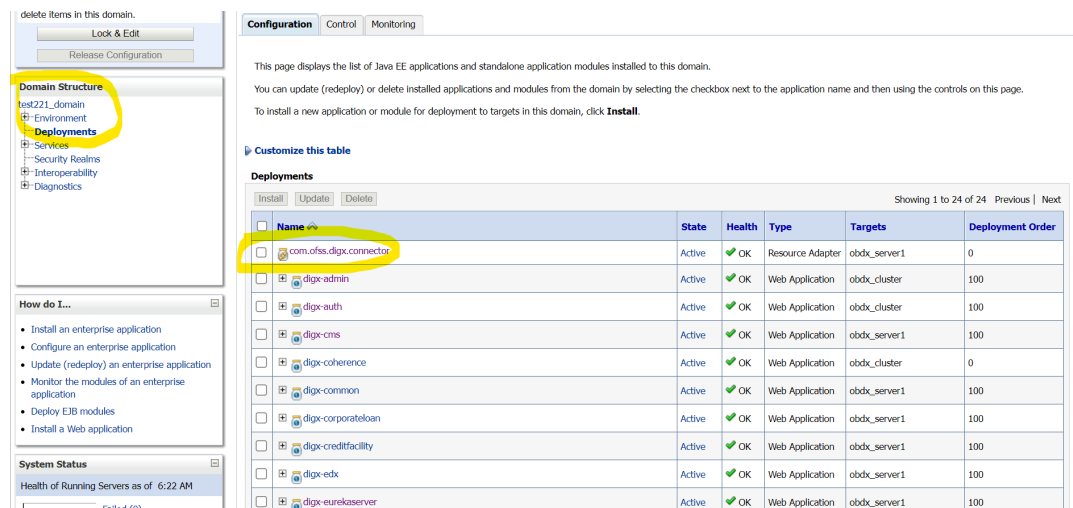 delete items in this domain.
Lock & Edit
Release Configuration
Domain Structure
test221_domain
Environment
Deployments
Services
Security Realms
Interoperability
Diagnostics
How do I...
Install an enterprise application
Configure an enterprise application
Update (redeploy) an enterprise application
Monitor the modules of an enterprise
application
Deploy EJB modules
Install a Web application
System Status
Health of Running Servers as of 6:22 AM
Failed (0)
Configuration Control Monitoring
This page displays the list of Java EE applications and standalone application modules installed to this domain.
You can update (redeploy) or delete installed applications and modules from the domain by selecting the checkbox next to the application name and then using the controls on this page.
To install a new application or module for deployment to targets in this domain, click Install.
Customize this table
Deployments
Install Update Delete Showing 1 to 24 of 24 Previous | Next
Name State Health Type Targets Deployment Order
com.ofss.digx.connector Active OK Resource Adapter obdx_server1 0
digx-admin Active OK Web Application obdx_cluster 100
digx-auth Active OK Web Application obdx_cluster 100
digx-cms Active OK Web Application obdx_server1 100
digx-coherence Active OK Web Application obdx_cluster 0
digx-common Active OK Web Application obdx_server1 100
digx-corporateloan Active OK Web Application obdx_server1 100
digx-creditfacility Active OK Web Application obdx_server1 100
digx-edx Active OK Web Application obdx_server1 100
digx-eurekaserver Active OK Web Application obdx_server1 100